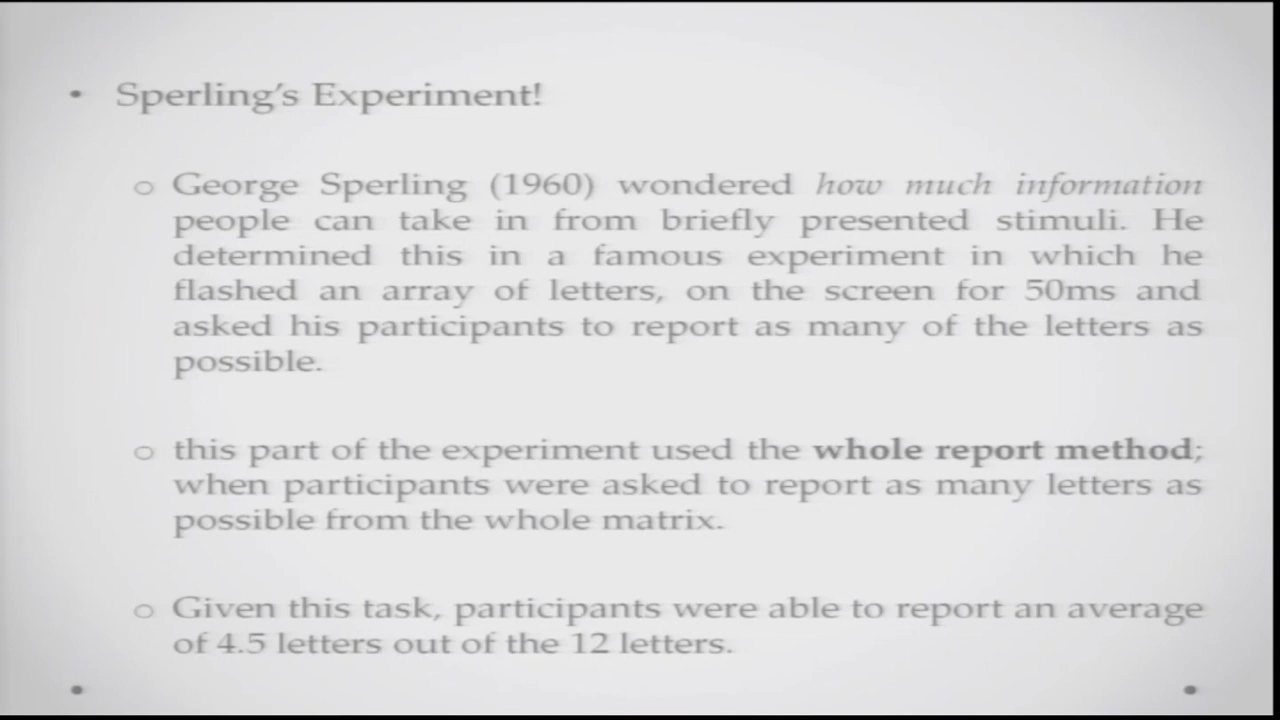 • Sperling's Experiment!
o George Sperling (1960) wondered how much information
people can take in from briefly presented stimuli. He
determined this in a famous experiment in which he
flashed an array of letters, on the screen for 50ms and
asked his participants to report as many of the letters as
possible.
o this part of the experiment used the whole report method;
when participants were asked to report as many letters as
possible from the whole matrix.
o Given this task, participants were able to report an average
of 4.5 letters out of the 12 letters.